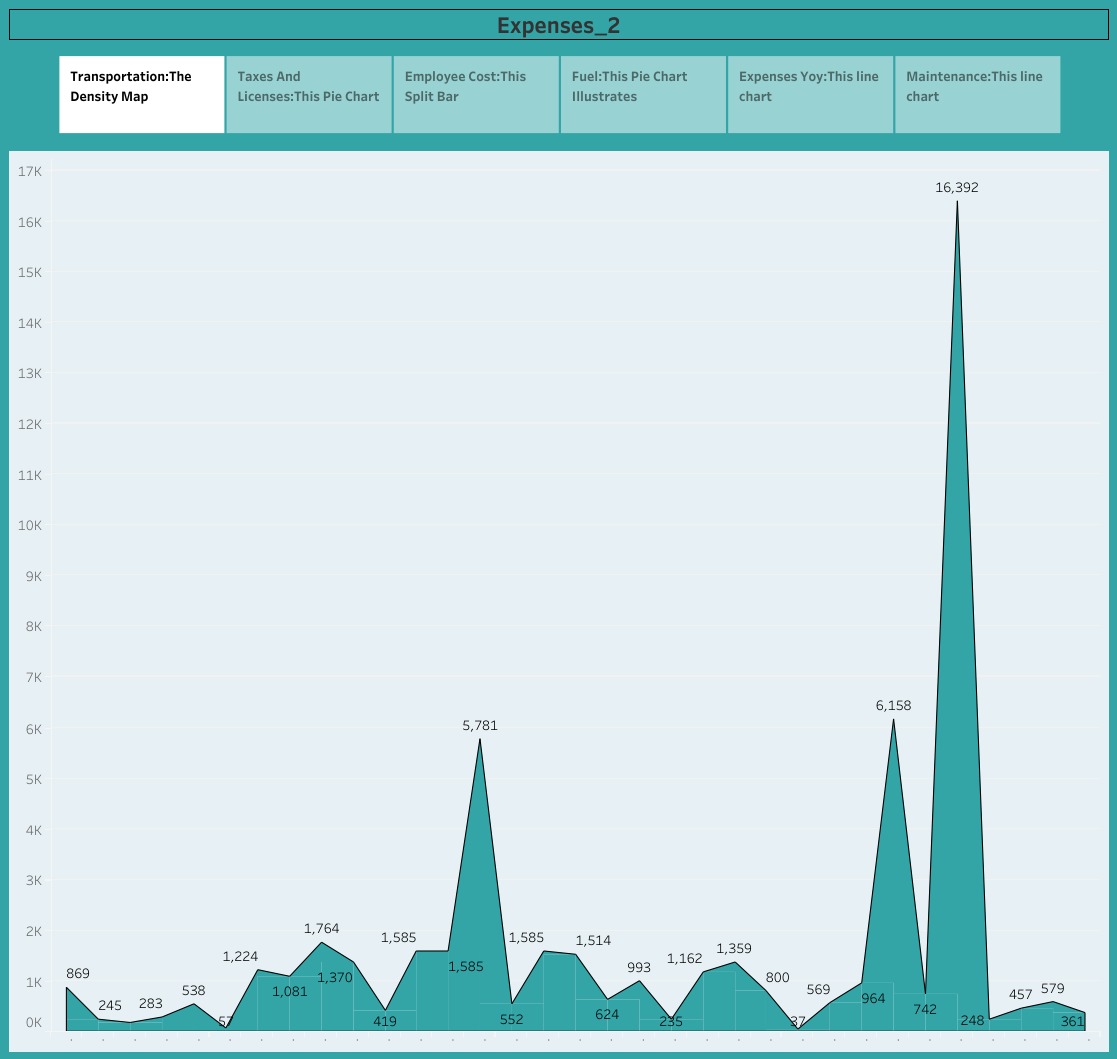 Expenses_2
Transportation:The
Density Map
Taxes And
Licenses:This Pie Chart
Employee Cost:This
Split Bar
Fuel:This Pie Chart
Illustrates
Expenses Yoy:This line
chart
Maintenance:This line
chart
17K
16K
15K
14K
13K
12K
11K
10K
9K
8K
7K
6K
5K
4K
3K
2K
1K
0K
869
245
283
538
57
1,224
1,081
1,764
1,370
419
1,585
1,585
5,781
552
1,585
1,514
624
993
235
1,162
1,359
800
37
569
964
6,158
742
16,392
248
457
579
361